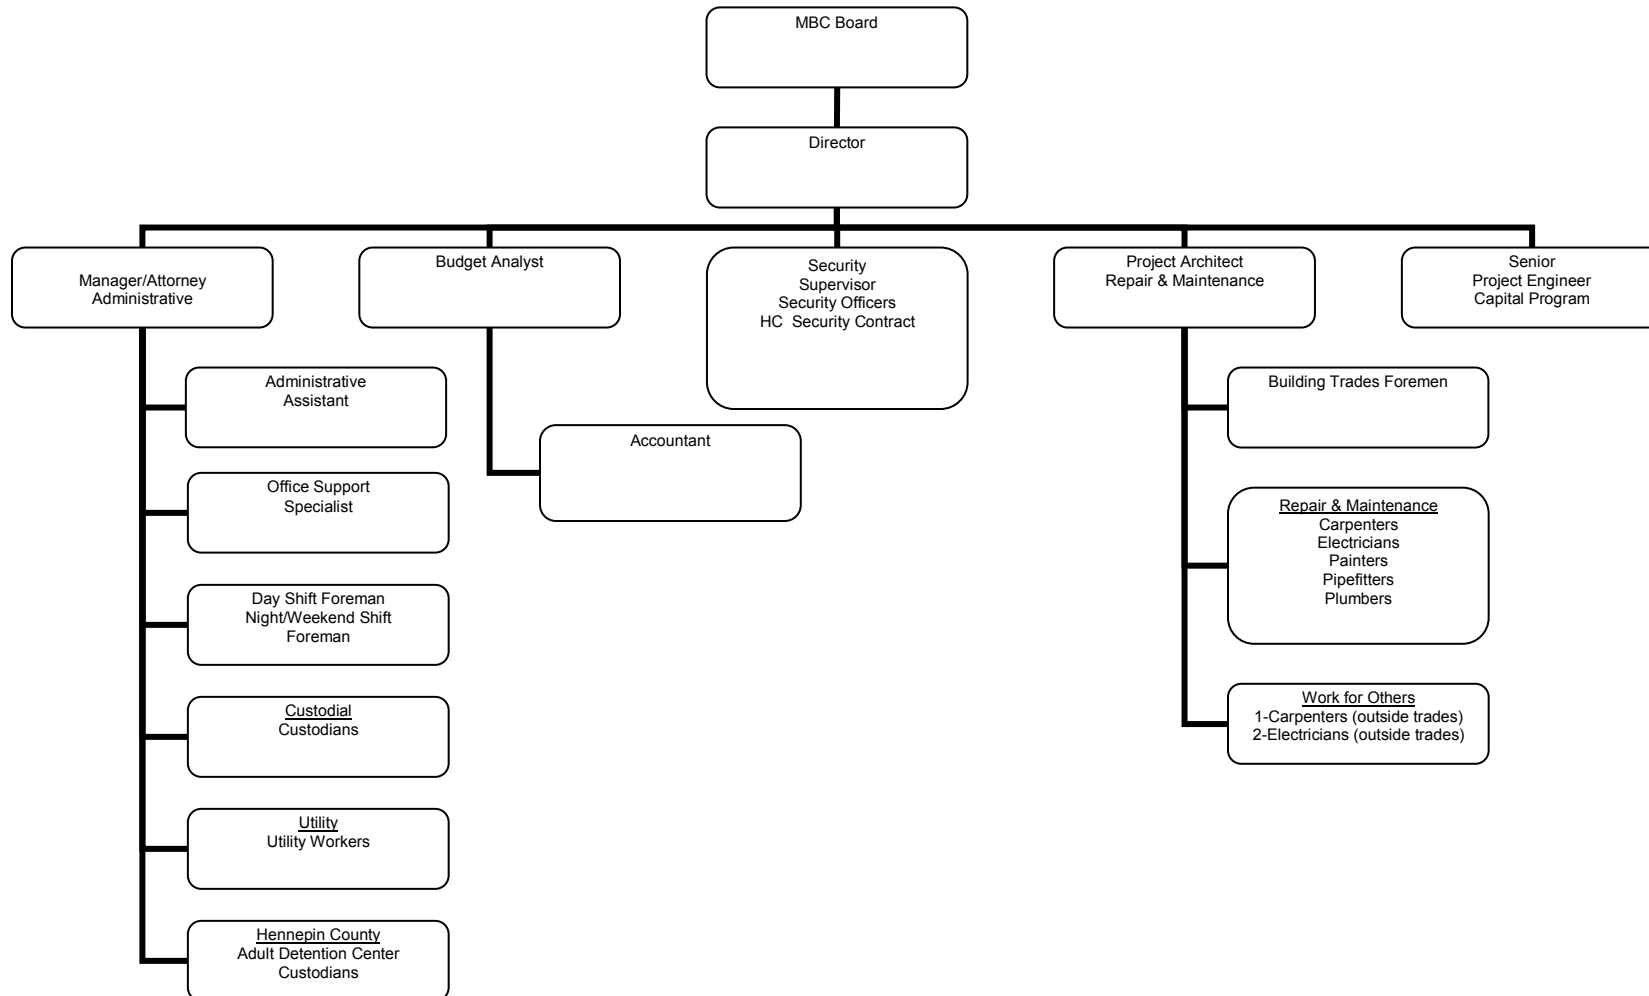 MBC Board
Director
Manager/Attorney
Administrative
Budget Analyst
Security
Supervisor
Security Officers
HC Security Contract
Project Architect
Repair & Maintenance
Senior
Project Engineer
Capital Program
Administrative
Assistant
Office Support
Specialist
Day Shift Foreman
Night/Weekend Shift
Foreman
Custodial
Custodians
Utility
Utility Workers
Hennepin County
Adult Detention Center
Custodians
Accountant
Building Trades Foremen
Repair & Maintenance
Carpenters
Electricians
Painters
Pipefitters
Plumbers
Work for Others
1-Carpenters (outside trades)
2-Electricians (outside trades)